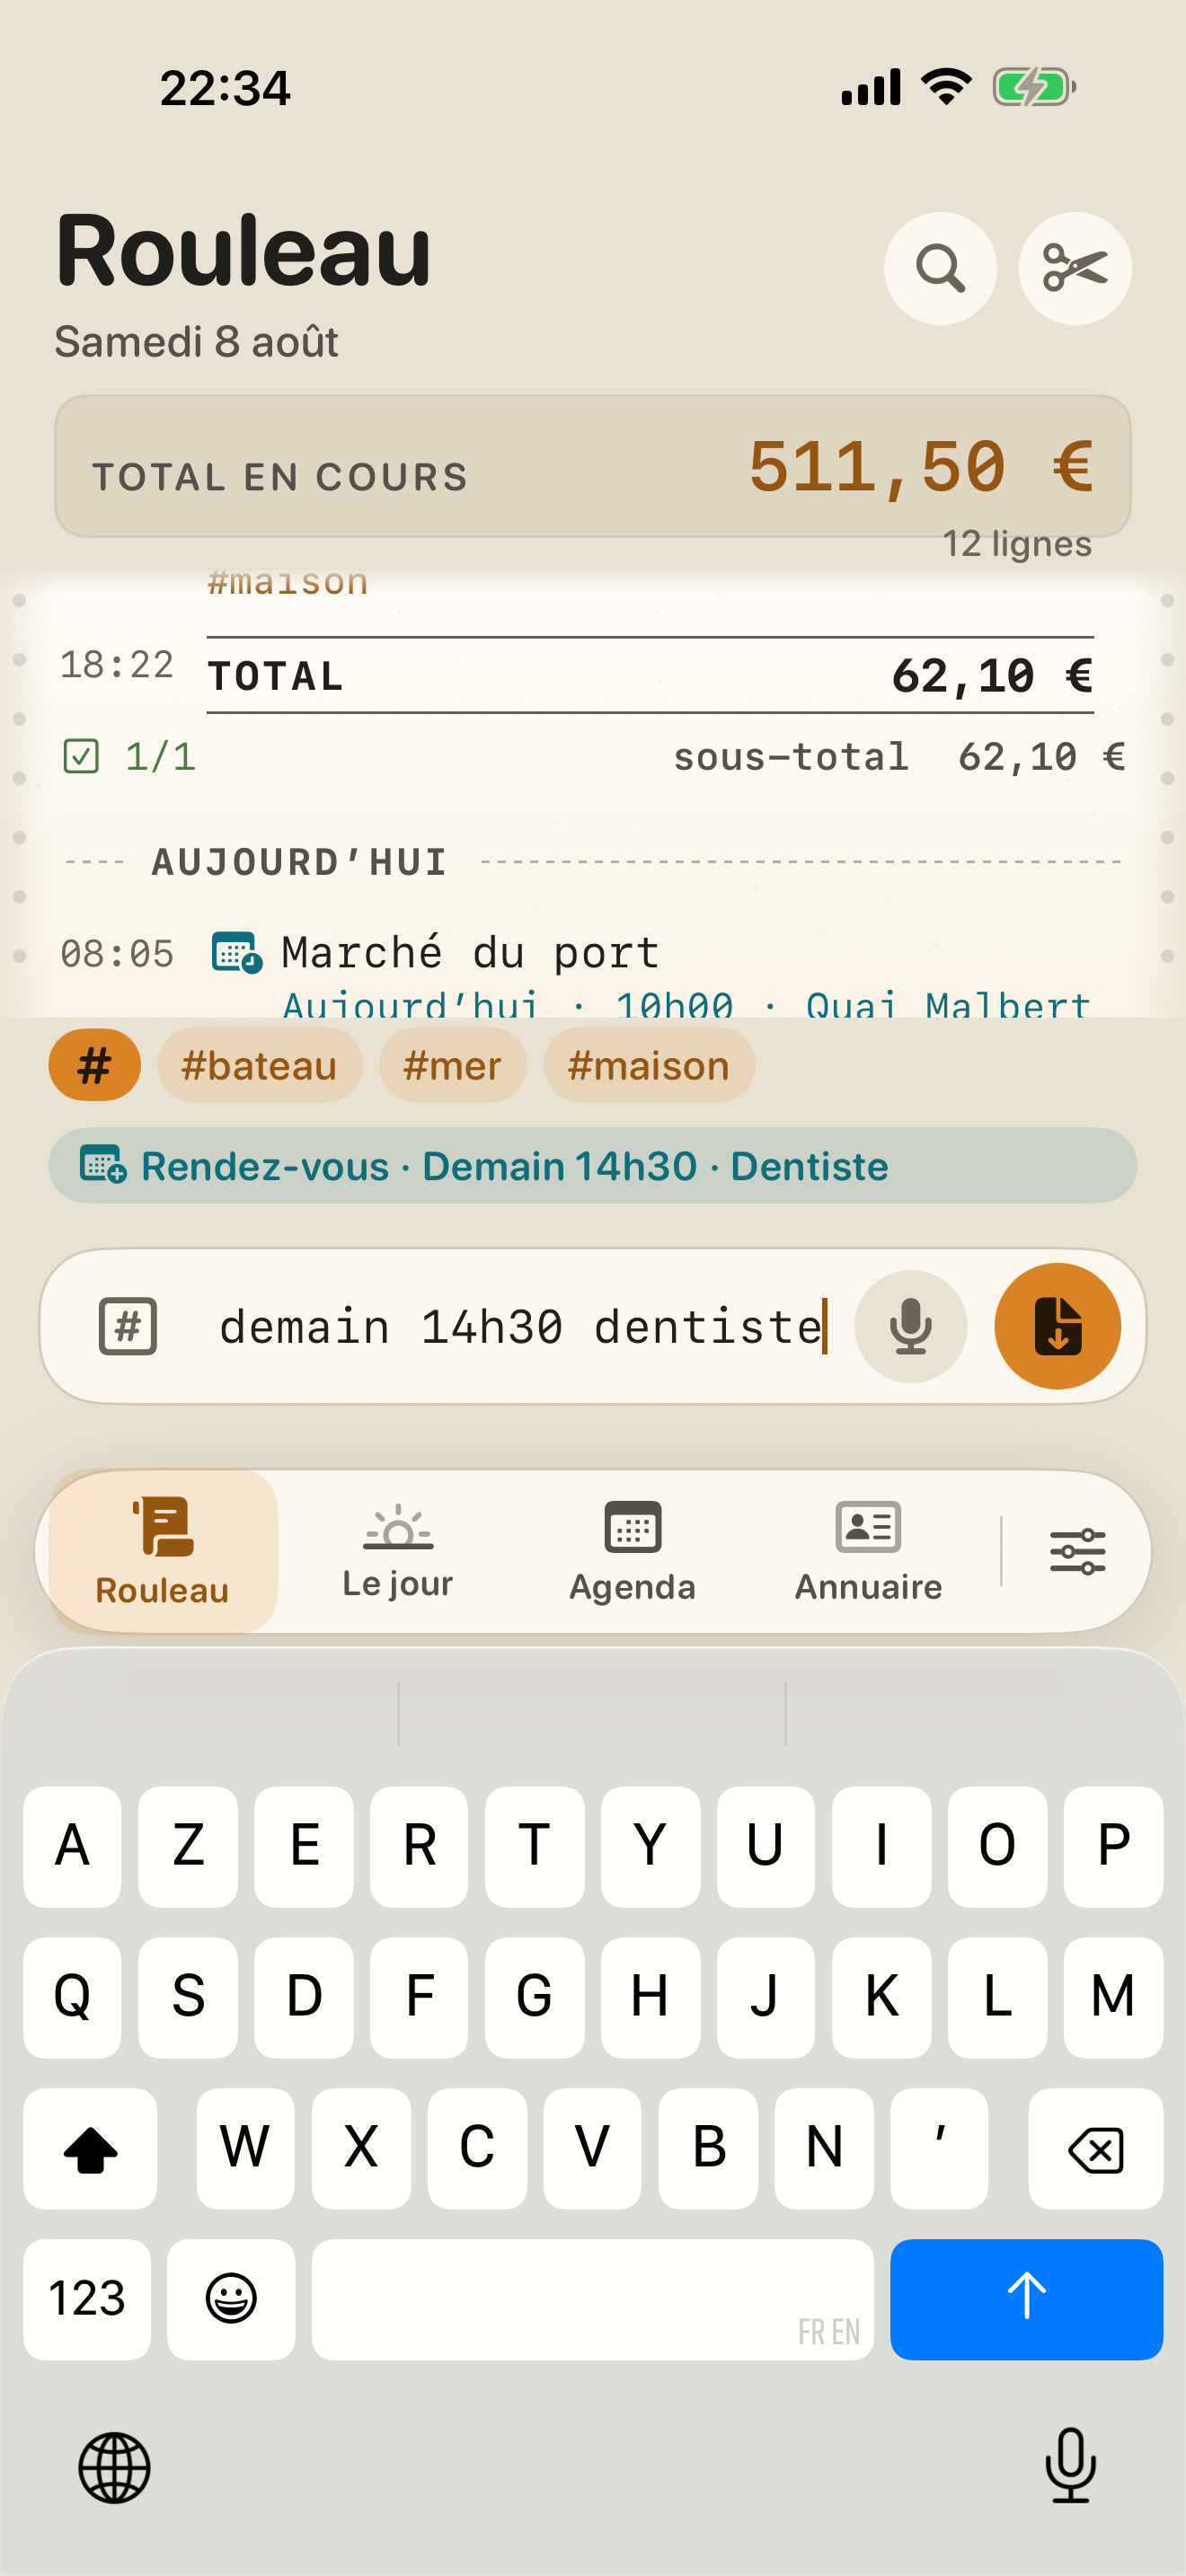 22:34
Rouleau
Samedi 8 août
TOTAL EN COURS 511,50 €
12 lignes
#maison
18:22 TOTAL 62,10 €
1/1 sous-total 62,10 €
AUJOURD’HUI
08:05 Marché du port
Aujourd’hui · 10h00 · Quai Malbert
# #bateau #mer #maison
Rendez-vous · Demain 14h30 · Dentiste
# demain 14h30 dentiste
Rouleau Le jour Agenda Annuaire
A Z E R T Y U I O P
Q S D F G H J K L M
W X C V B N ’
123
FR EN